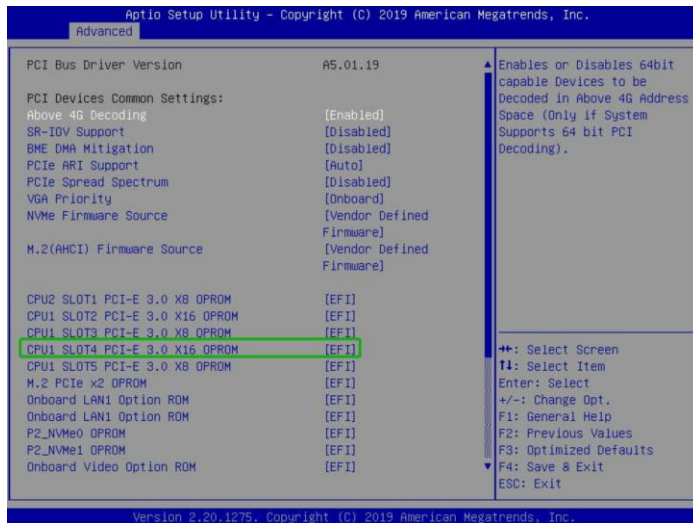 Aptio Setup Utility – Copyright (C) 2019 American Megatrends, Inc.
Advanced
PCI Bus Driver Version A5.01.19
PCI Devices Common Settings:
Above 4G Decoding [Enabled]
SR-IOV Support [Disabled]
BME DMA Mitigation [Disabled]
PCIe ARI Support [Auto]
PCIe Spread Spectrum [Disabled]
VGA Priority [Onboard]
NVMe Firmware Source [Vendor Defined
Firmware]
M.2(AHCI) Firmware Source [Vendor Defined
Firmware]
CPU2 SLOT1 PCI-E 3.0 X8 OPROM [EFI]
CPU1 SLOT2 PCI-E 3.0 X16 OPROM [EFI]
CPU1 SLOT3 PCI-E 3.0 X8 OPROM [EFI]
CPU1 SLOT4 PCI-E 3.0 X16 OPROM [EFI]
CPU1 SLOT5 PCI-E 3.0 X8 OPROM [EFI]
M.2 PCIe x2 OPROM [EFI]
Onboard LAN1 Option ROM [EFI]
Onboard LAN1 Option ROM [EFI]
P2_NVMe0 OPROM [EFI]
P2_NVMe1 OPROM [EFI]
Onboard Video Option ROM [EFI]
Enables or Disables 64bit
capable Devices to be
Decoded in Above 4G Address
Space (Only if System
Supports 64 bit PCI
Decoding).
→←: Select Screen
↑↓: Select Item
Enter: Select
+/-: Change Opt.
F1: General Help
F2: Previous Values
F3: Optimized Defaults
F4: Save & Exit
ESC: Exit
Version 2.20.1275. Copyright (C) 2019 American Megatrends, Inc.